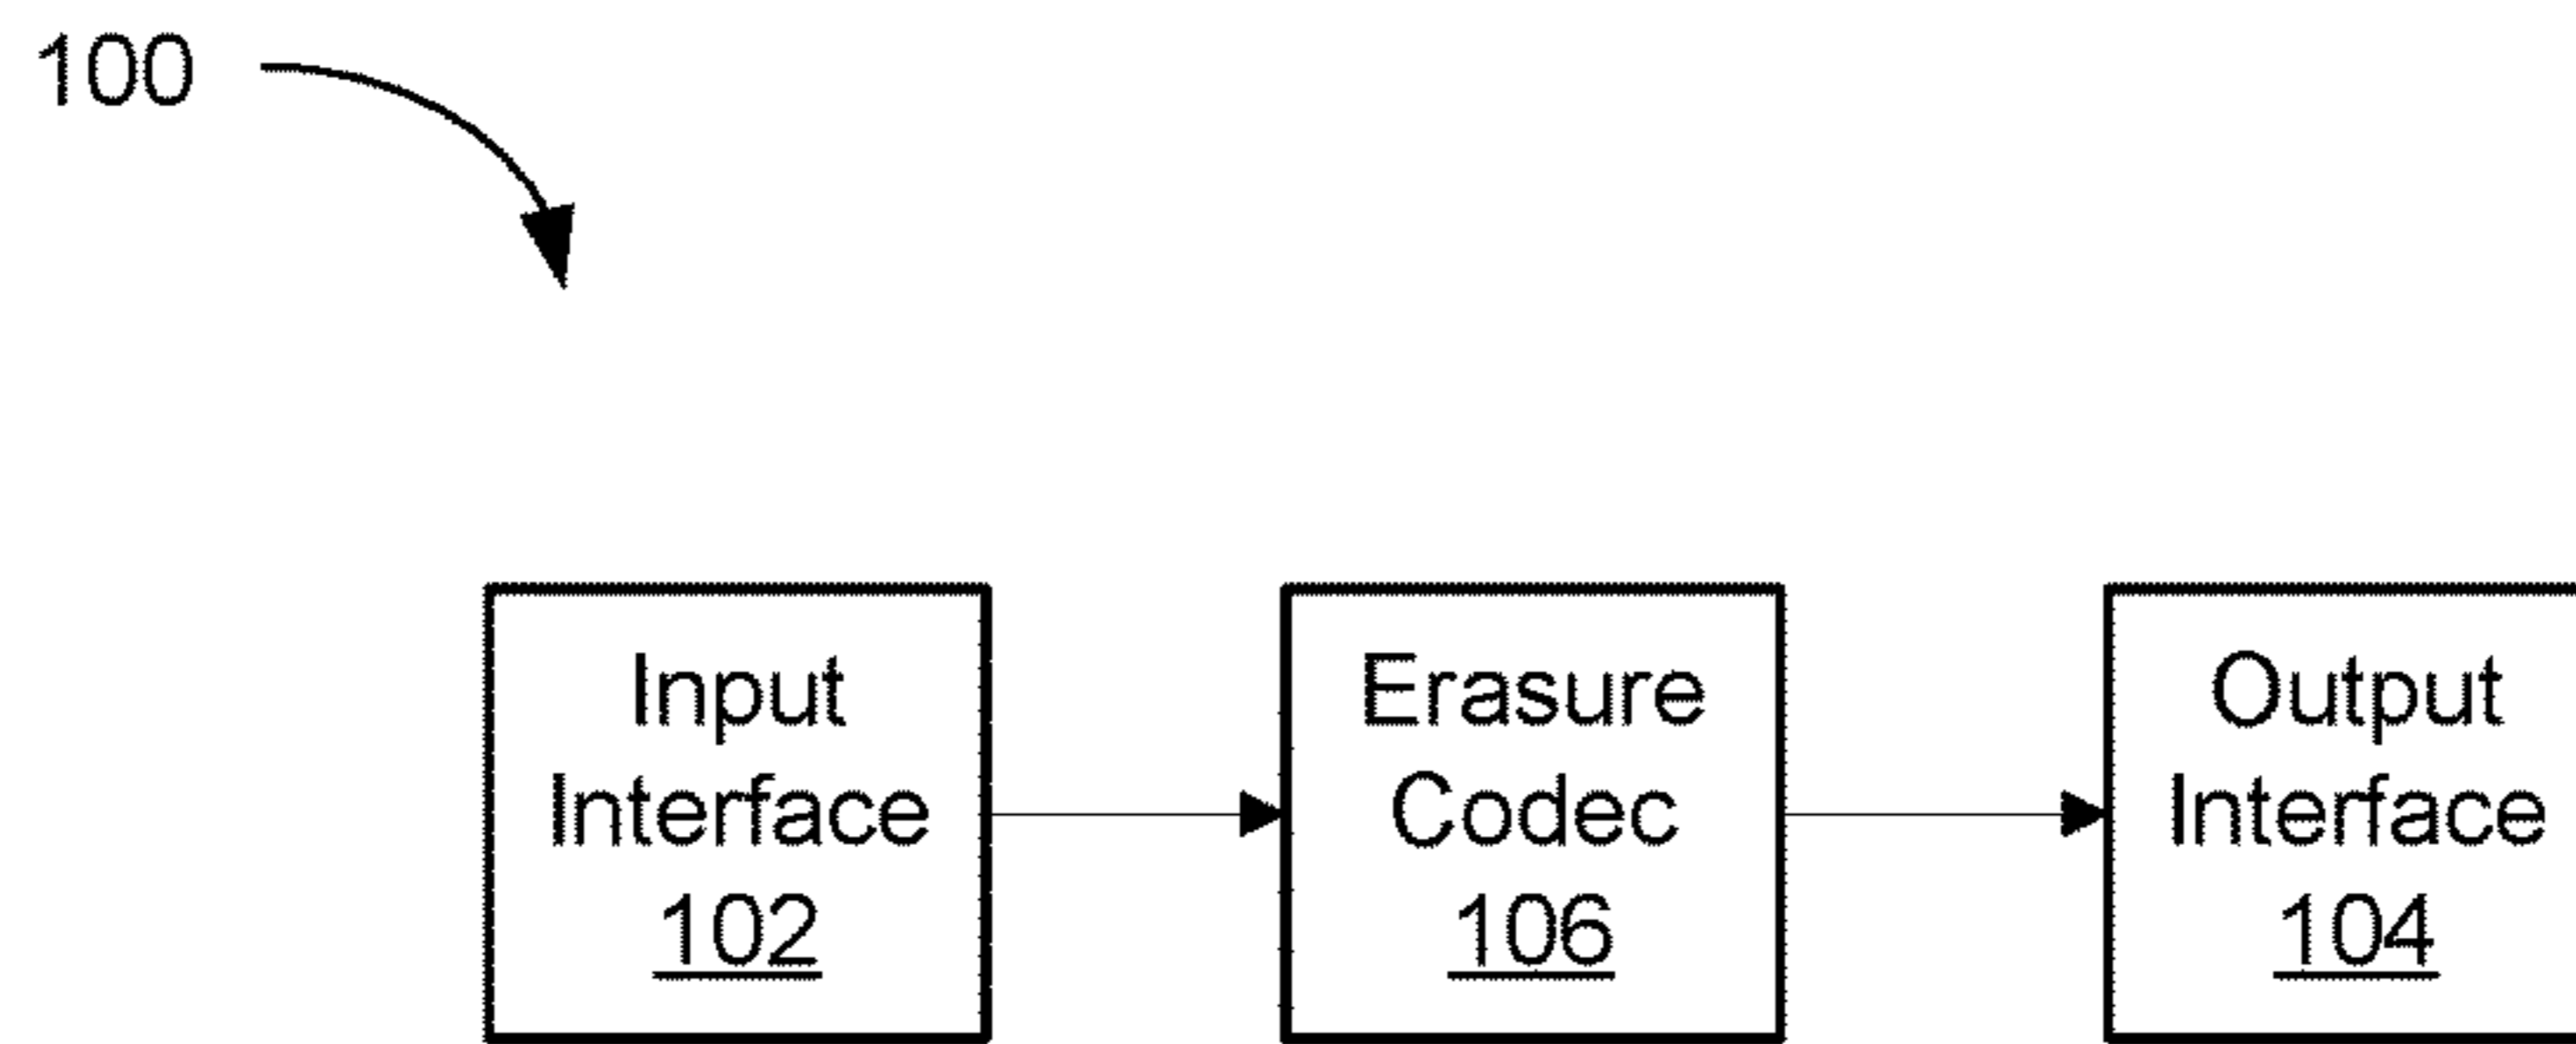 100
Input
Interface
102
Erasure
Codec
106
Output
Interface
104